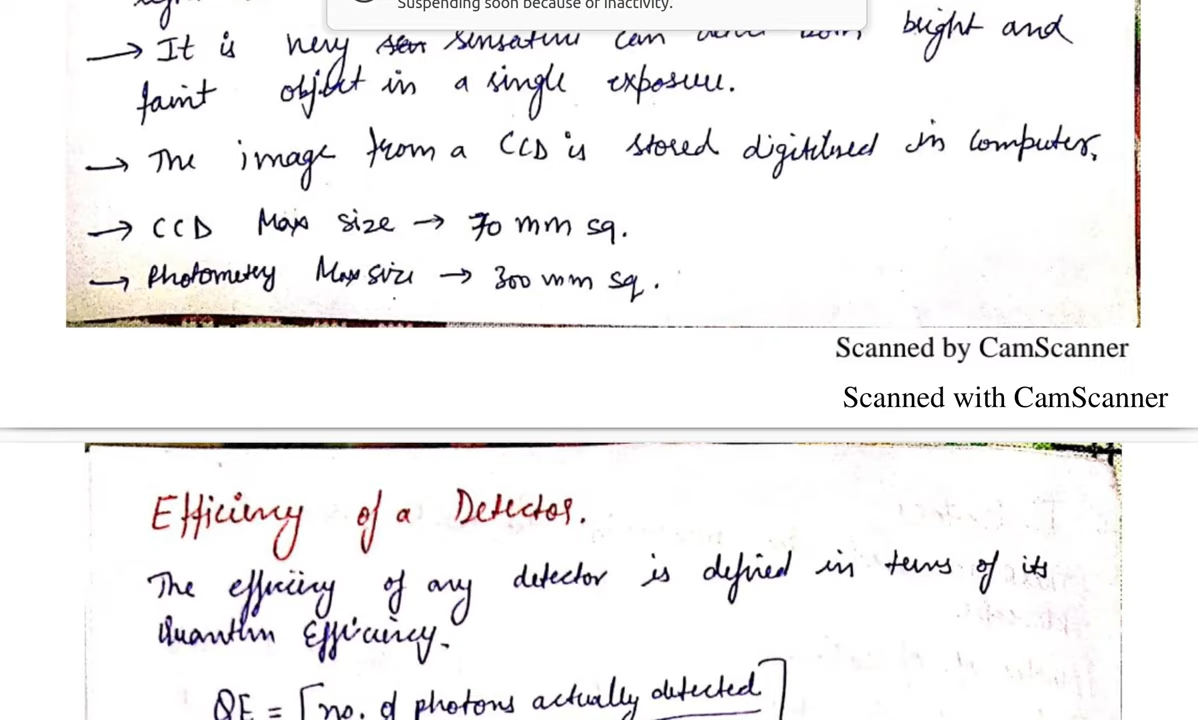 Suspending soon because of inactivity.
→ It is very sensative can both bright and
faint object in a single exposure.
→ The image from a CCD is stored digitilised in computer,
→ CCD Max size → 70 mm sq.
→ Photometry Max size → 300 mm sq.
Scanned by CamScanner
Scanned with CamScanner
Efficiency of a Detector.
The efficiency of any detector is defined in terms of its
Quantum Efficiency.
QE = [no. of photons actually detected]